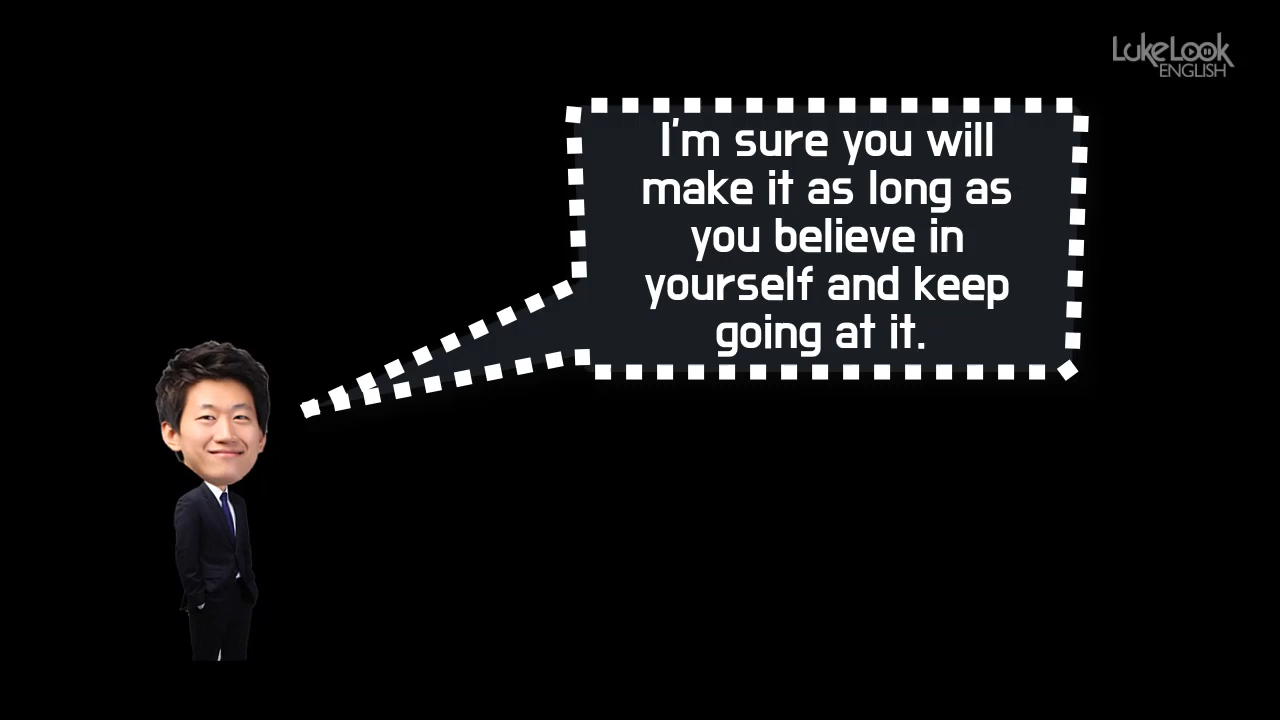 LukeLook
ENGLISH
I'm sure you will
make it as long as
you believe in
yourself and keep
going at it.